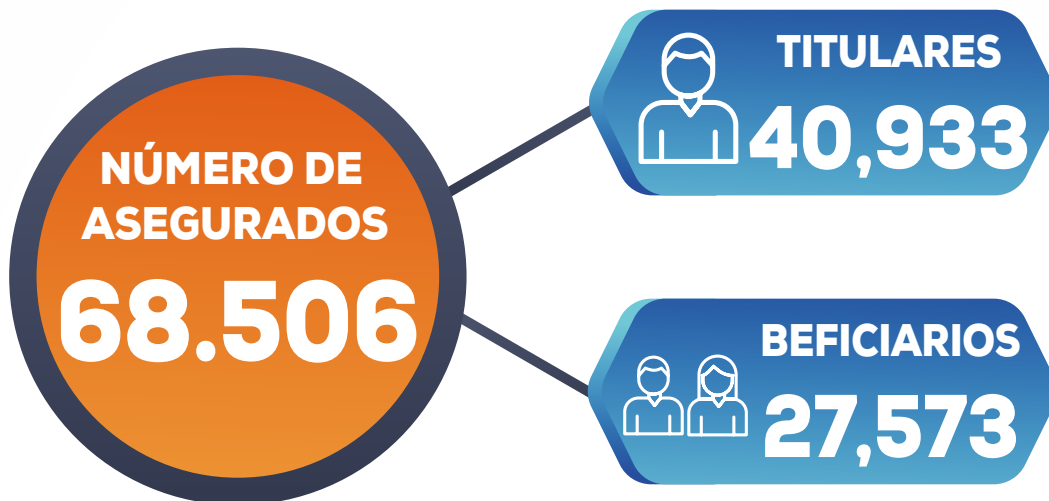 NÚMERO DE
ASEGURADOS
68.506
TITULARES
40,933
BEFICIARIOS
27,573